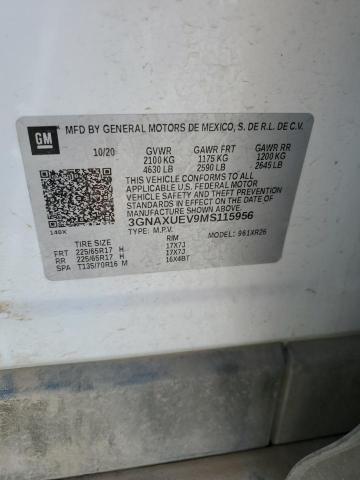 GM MFD BY GENERAL MOTORS DE MEXICO, S. DE R.L. DE C.V.
10/20 GVWR GAWR FRT GAWR RR
2100 KG 1175 KG 1200 KG
4630 LB 2590 LB 2645 LB
THIS VEHICLE CONFORMS TO ALL
APPLICABLE U.S. FEDERAL MOTOR
VEHICLE SAFETY, BUMPER, AND
THEFT PREVENTION STANDARDS IN
EFFECT ON THE DATE OF
MANUFACTURE SHOWN ABOVE.
3GNAXUEV9MS115956
140X TYPE: M.P.V. 961XR26
TIRE SIZE RIM
FRT 225/65R17 H 17X7J
RR 225/65R17 H 17X7J
SPA T135/70R16 M 16X4BT